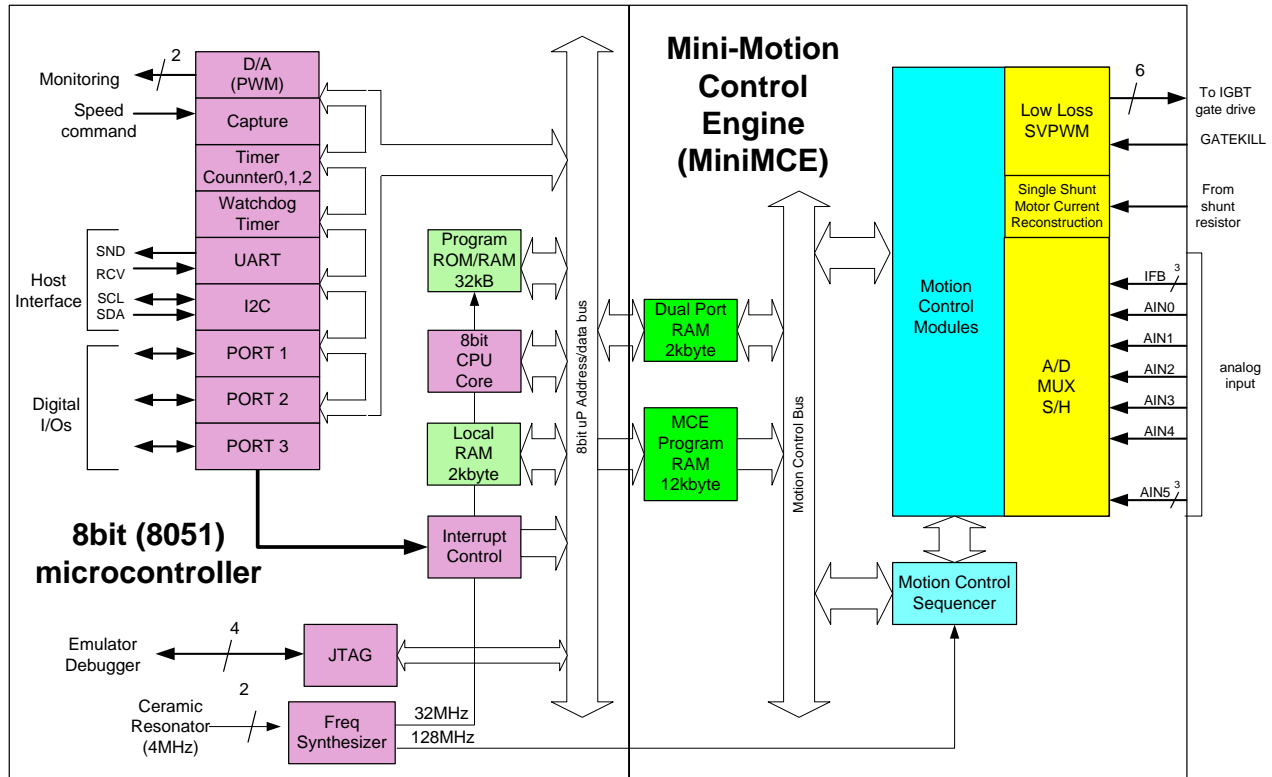 Monitoring
2
D/A
(PWM)
Speed
command
Capture
Timer
Counnter0,1,2
Watchdog
Timer
Host
Interface
SND
RCV
UART
SCL
SDA
I2C
Digital
I/Os
PORT 1
PORT 2
PORT 3
8bit (8051)
microcontroller
Program
ROM/RAM
32kB
8bit
CPU
Core
Local
RAM
2kbyte
Interrupt
Control
Emulator
Debugger
4
JTAG
Ceramic
Resonator
(4MHz)
2
Freq
Synthesizer
32MHz
128MHz
8bit uP Address/data bus
Mini-Motion
Control
Engine
(MiniMCE)
Dual Port
RAM
2kbyte
MCE
Program
RAM
12kbyte
Motion Control Bus
Motion
Control
Modules
Low Loss
SVPWM
Single Shunt
Motor Current
Reconstruction
A/D
MUX
S/H
Motion Control
Sequencer
6
To IGBT
gate drive
GATEKILL
From
shunt
resistor
IFB
3
AIN0
AIN1
AIN2
AIN3
AIN4
AIN5
3
analog
input